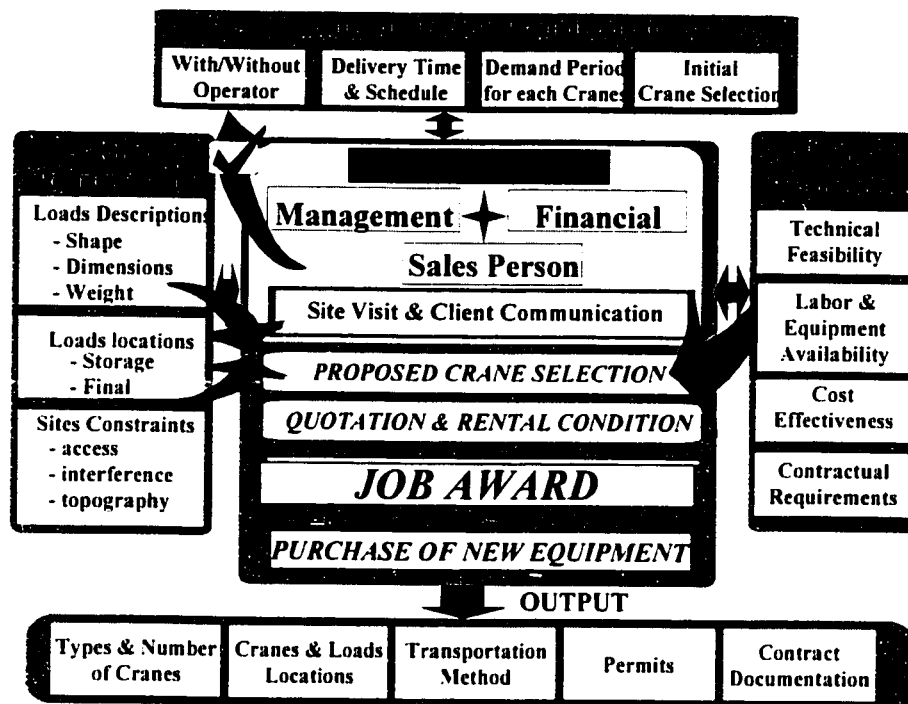 With/Without
Operator
Delivery Time
& Schedule
Demand Period
for each Cranes
Initial
Crane Selection
Loads Descriptions
- Shape
- Dimensions
- Weight
Loads locations
- Storage
- Final
Sites Constraints
- access
- interference
- topography
Management
Financial
Sales Person
Site Visit & Client Communication
PROPOSED CRANE SELECTION
QUOTATION & RENTAL CONDITION
JOB AWARD
PURCHASE OF NEW EQUIPMENT
Technical
Feasibility
Labor &
Equipment
Availability
Cost
Effectiveness
Contractual
Requirements
OUTPUT
Types & Number
of Cranes
Cranes & Loads
Locations
Transportation
Method
Permits
Contract
Documentation